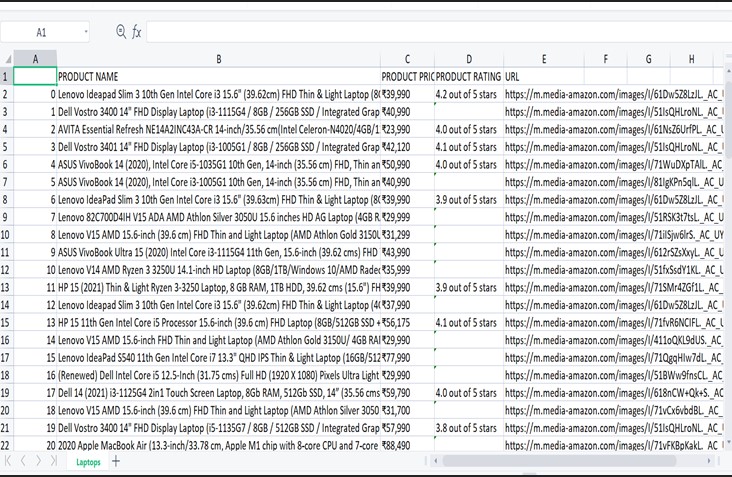 A1 fx
A B C D E F G H
1 PRODUCT NAME PRODUCT PRIC PRODUCT RATING URL
2 0 Lenovo Ideapad Slim 3 10th Gen Intel Core i3 15.6" (39.62cm) FHD Thin & Light Laptop (8( ₹39,990 4.2 out of 5 stars https://m.media-amazon.com/images/I/61Dw5Z8LzJL._AC_U
3 1 Dell Vostro 3400 14" FHD Display Laptop (i3-1115G4 / 8GB / 256GB SSD / Integrated Grap ₹40,990 https://m.media-amazon.com/images/I/51IsQHLroNL._AC_U
4 2 AVITA Essential Refresh NE14A2INC43A-CR 14-inch/35.56 cm(Intel Celeron-N4020/4GB/1 ₹23,990 4.0 out of 5 stars https://m.media-amazon.com/images/I/61NsZ6UrfPL._AC_U
5 3 Dell Vostro 3401 14" FHD Display Laptop (i3-1005G1 / 8GB / 256GB SSD / Integrated Grap ₹42,120 4.1 out of 5 stars https://m.media-amazon.com/images/I/51IsQHLroNL._AC_U
6 4 ASUS VivoBook 14 (2020), Intel Core i5-1035G1 10th Gen, 14-inch (35.56 cm) FHD, Thin an ₹50,990 4.0 out of 5 stars https://m.media-amazon.com/images/I/71WuDXpTAlL._AC_U
7 5 ASUS VivoBook 14 (2020), Intel Core i3-1005G1 10th Gen, 14-inch (35.56 cm) FHD, Thin an ₹40,990 https://m.media-amazon.com/images/I/81IgKPn5qlL._AC_U
8 6 Lenovo IdeaPad Slim 3 10th Gen Intel Core i3 15.6" (39.63cm) FHD Thin & Light Laptop (8( ₹39,990 3.9 out of 5 stars https://m.media-amazon.com/images/I/61Dw5Z8LzJL._AC_U
9 7 Lenovo 82C700D4IH V15 ADA AMD Athlon Silver 3050U 15.6 inches HD AG Laptop (4GB R ₹29,999 https://m.media-amazon.com/images/I/51RSK3t7tsL._AC_U
10 8 Lenovo V15 AMD 15.6-inch (39.6 cm) FHD Thin and Light Laptop (AMD Athlon Gold 3150L ₹31,299 https://m.media-amazon.com/images/I/71iISjw6lrS._AC_UY
11 9 ASUS VivoBook Ultra 15 (2020) Intel Core i3-1115G4 11th Gen, 15.6-inch (39.62 cms) FHD ₹43,990 https://m.media-amazon.com/images/I/612rSZsXxyL._AC_U
12 10 Lenovo V14 AMD Ryzen 3 3250U 14.1-inch HD Laptop (8GB/1TB/Windows 10/AMD Rade ₹35,999 https://m.media-amazon.com/images/I/51fxSsdY1KL._AC_U
13 11 HP 15 (2021) Thin & Light Ryzen 3-3250 Laptop, 8 GB RAM, 1TB HDD, 39.62 cms (15.6") FH ₹39,990 3.9 out of 5 stars https://m.media-amazon.com/images/I/71SMr4ZGf1L._AC_U
14 12 Lenovo Ideapad Slim 3 10th Gen Intel Core i3 15.6" (39.62cm) FHD Thin & Light Laptop (4( ₹37,990 https://m.media-amazon.com/images/I/61Dw5Z8LzJL._AC_U
15 13 HP 15 11th Gen Intel Core i5 Processor 15.6-inch (39.6 cm) FHD Laptop (8GB/512GB SSD + ₹56,175 4.1 out of 5 stars https://m.media-amazon.com/images/I/71fvR6NCIFL._AC_U
16 14 Lenovo V15 AMD 15.6-inch FHD Thin and Light Laptop (AMD Athlon Gold 3150U/ 4GB RAI ₹29,990 https://m.media-amazon.com/images/I/411oQKL9dUS._AC_
17 15 Lenovo IdeaPad S540 11th Gen Intel Core i7 13.3" QHD IPS Thin & Light Laptop (16GB/512 ₹77,990 https://m.media-amazon.com/images/I/71QgqHIw7dL._AC_
18 16 (Renewed) Dell Intel Core i5 12.5-Inch (31.75 cms) Full HD (1920 X 1080) Pixels Ultra Light ₹29,990 https://m.media-amazon.com/images/I/51BWw9fnsCL._AC_
19 17 Dell 14 (2021) i3-1125G4 2in1 Touch Screen Laptop, 8Gb RAM, 512Gb SSD, 14" (35.56 cms ₹59,790 4.0 out of 5 stars https://m.media-amazon.com/images/I/618nCW+Qk+S._AC_
20 18 Lenovo V15 AMD 15.6-inch (39.6 cm) FHD Thin and Light Laptop (AMD Athlon Silver 3050 ₹31,700 https://m.media-amazon.com/images/I/71vCx6vbdBL._AC_
21 19 Dell Vostro 3400 14" FHD Display Laptop (i5-1135G7 / 8GB / 512GB SSD / Integrated Grap ₹57,990 3.8 out of 5 stars https://m.media-amazon.com/images/I/51IsQHLroNL._AC_U
22 20 2020 Apple MacBook Air (13.3-inch/33.78 cm, Apple M1 chip with 8-core CPU and 7-core ₹88,490 https://m.media-amazon.com/images/I/71vFKBpKakL._AC_
Laptops +